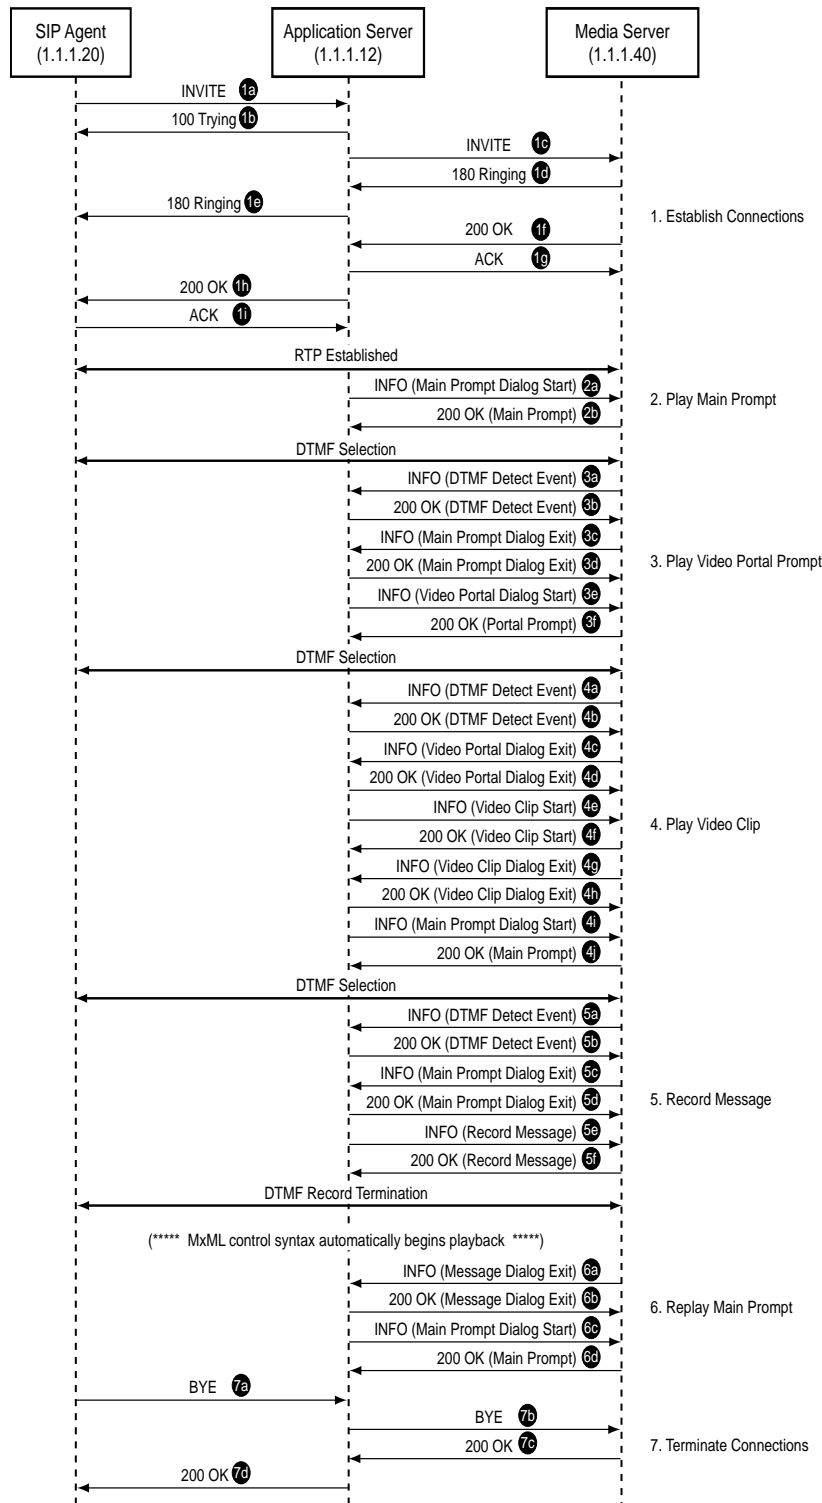 SIP Agent
(1.1.1.20)
Application Server
(1.1.1.12)
Media Server
(1.1.1.40)
INVITE 1a
100 Trying 1b
INVITE 1c
180 Ringing 1d
180 Ringing 1e
1. Establish Connections
200 OK 1f
ACK 1g
200 OK 1h
ACK 1i
RTP Established
INFO (Main Prompt Dialog Start) 2a
2. Play Main Prompt
200 OK (Main Prompt) 2b
DTMF Selection
INFO (DTMF Detect Event) 3a
200 OK (DTMF Detect Event) 3b
INFO (Main Prompt Dialog Exit) 3c
3. Play Video Portal Prompt
200 OK (Main Prompt Dialog Exit) 3d
INFO (Video Portal Dialog Start) 3e
200 OK (Portal Prompt) 3f
DTMF Selection
INFO (DTMF Detect Event) 4a
200 OK (DTMF Detect Event) 4b
INFO (Video Portal Dialog Exit) 4c
200 OK (Video Portal Dialog Exit) 4d
INFO (Video Clip Start) 4e
4. Play Video Clip
200 OK (Video Clip Start) 4f
INFO (Video Clip Dialog Exit) 4g
200 OK (Video Clip Dialog Exit) 4h
INFO (Main Prompt Dialog Start) 4i
200 OK (Main Prompt) 4j
DTMF Selection
INFO (DTMF Detect Event) 5a
200 OK (DTMF Detect Event) 5b
INFO (Main Prompt Dialog Exit) 5c
200 OK (Main Prompt Dialog Exit) 5d
5. Record Message
INFO (Record Message) 5e
200 OK (Record Message) 5f
DTMF Record Termination
(***** MxML control syntax automatically begins playback *****)
INFO (Message Dialog Exit) 6a
200 OK (Message Dialog Exit) 6b
6. Replay Main Prompt
INFO (Main Prompt Dialog Start) 6c
200 OK (Main Prompt) 6d
BYE 7a
BYE 7b
200 OK 7c
7. Terminate Connections
200 OK 7d